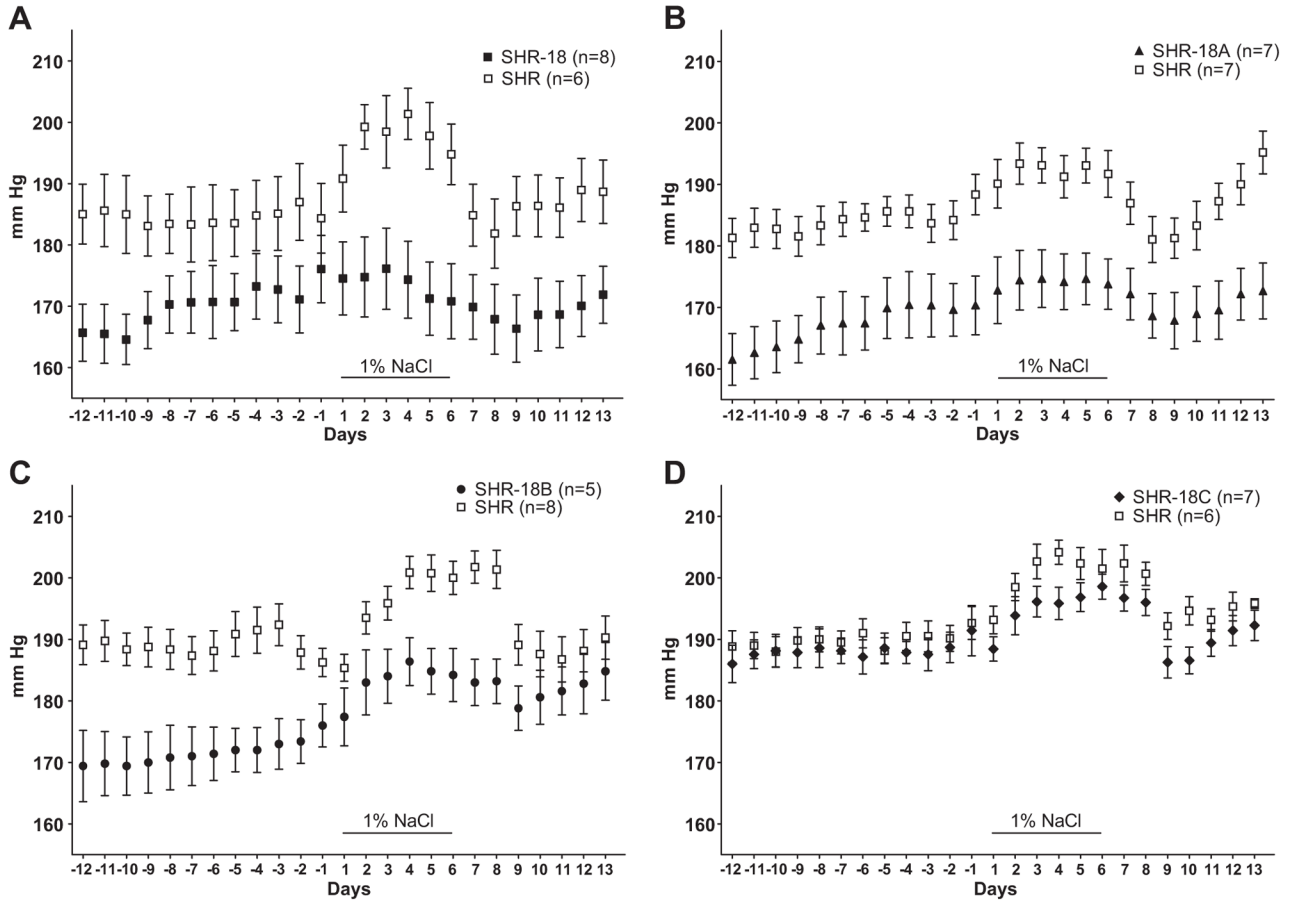 A
SHR-18 (n=8)
SHR (n=6)
210
200
190
180
170
160
mm Hg
1% NaCl
-12 -11 -10 -9 -8 -7 -6 -5 -4 -3 -2 -1 1 2 3 4 5 6 7 8 9 10 11 12 13
Days
B
SHR-18A (n=7)
SHR (n=7)
210
200
190
180
170
160
mm Hg
1% NaCl
-12 -11 -10 -9 -8 -7 -6 -5 -4 -3 -2 -1 1 2 3 4 5 6 7 8 9 10 11 12 13
Days
C
SHR-18B (n=5)
SHR (n=8)
210
200
190
180
170
160
mm Hg
1% NaCl
-12 -11 -10 -9 -8 -7 -6 -5 -4 -3 -2 -1 1 2 3 4 5 6 7 8 9 10 11 12 13
Days
D
SHR-18C (n=7)
SHR (n=6)
210
200
190
180
170
160
mm Hg
1% NaCl
-12 -11 -10 -9 -8 -7 -6 -5 -4 -3 -2 -1 1 2 3 4 5 6 7 8 9 10 11 12 13
Days